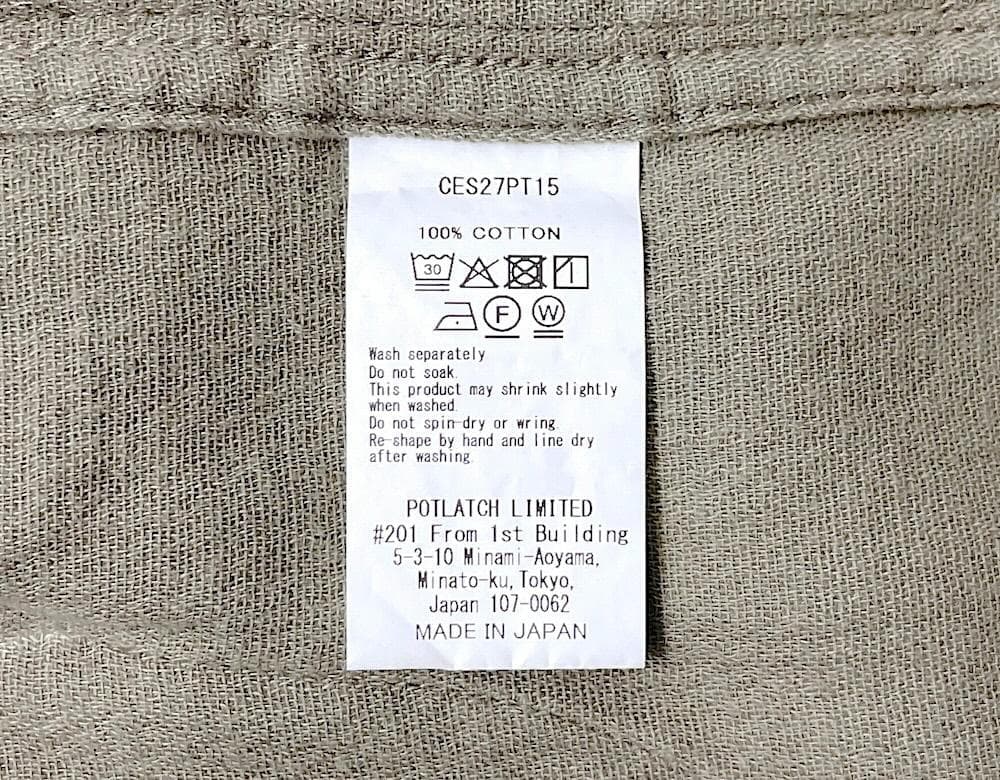 CES27PT15
100% COTTON
30
F W
Wash separately
Do not soak.
This product may shrink slightly
when washed.
Do not spin-dry or wring.
Re-shape by hand and line dry
after washing.
POTLATCH LIMITED
#201 From 1st Building
5-3-10 Minami-Aoyama,
Minato-ku, Tokyo,
Japan 107-0062
MADE IN JAPAN